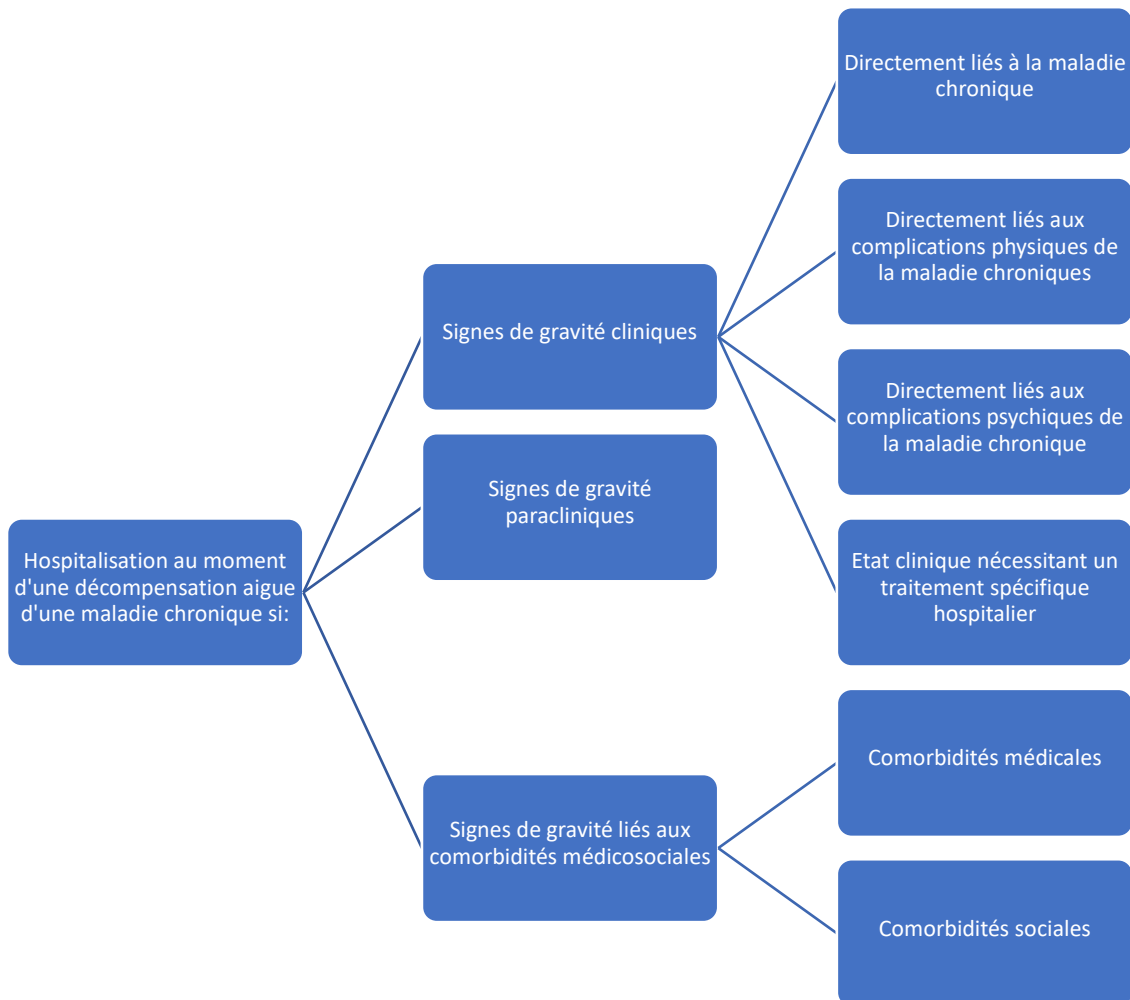 Directement liés à la maladie
chronique
Directement liés aux
complications physiques de
la maladie chroniques
Signes de gravité cliniques
Directement liés aux
complications psychiques de
la maladie chronique
Signes de gravité
paracliniques
Hospitalisation au moment
d'une décompensation aigue
d'une maladie chronique si:
Etat clinique nécessitant un
traitement spécifique
hospitalier
Comorbidités médicales
Signes de gravité liés aux
comorbidités médicosociales
Comorbidités sociales